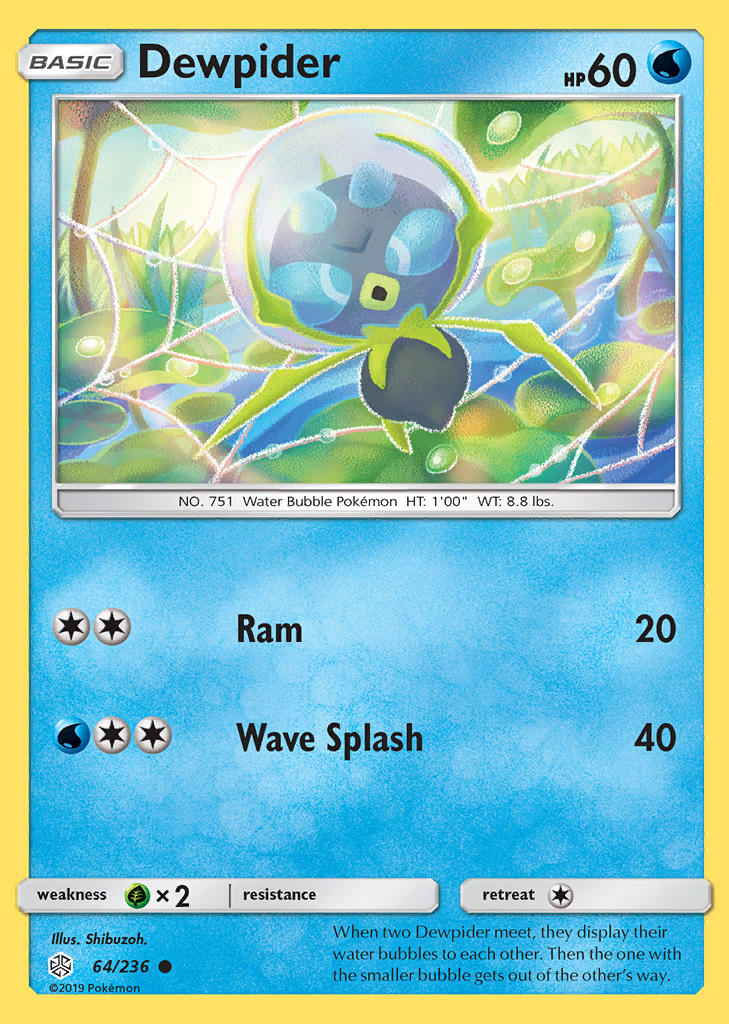 BASIC Dewpider HP60
NO. 751 Water Bubble Pokémon HT: 1'00" WT: 8.8 lbs.
Ram 20
Wave Splash 40
weakness ×2 resistance retreat
Illus. Shibuzoh.
64/236
©2019 Pokémon
When two Dewpider meet, they display their
water bubbles to each other. Then the one with
the smaller bubble gets out of the other's way.